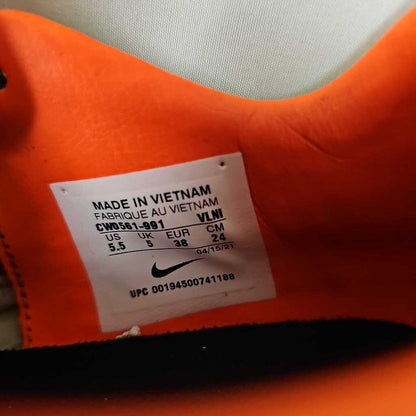 MADE IN VIETNAM
FABRIQUE AU VIETNAM
CW0561-991 VLNI
US UK EUR CM
5.5 5 38 24
04/15/21
UPC 00194500741188